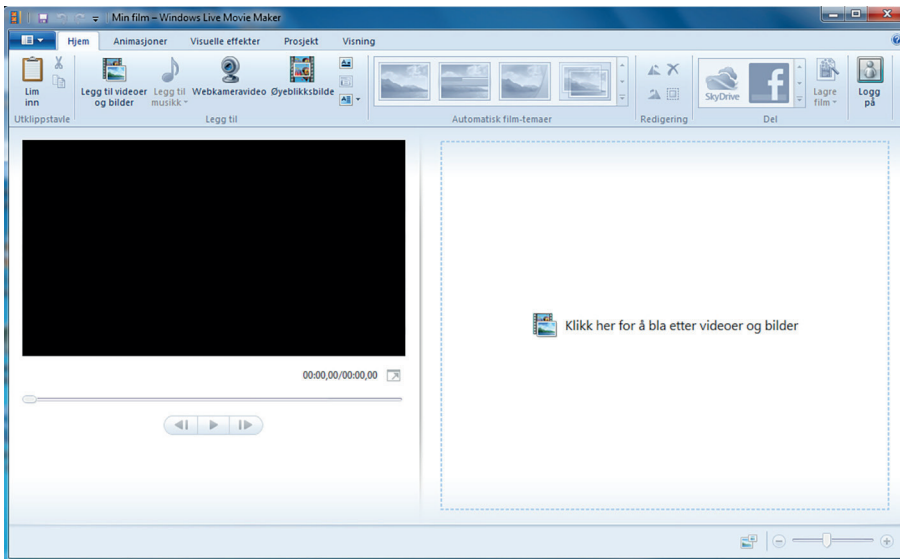 Min film – Windows Live Movie Maker
Hjem Animasjoner Visuelle effekter Prosjekt Visning
Lim
inn
Legg til videoer
og bilder
Legg til
musikk
Webkameravideo
Øyeblikksbilde
SkyDrive
Lagre
film
Logg
på
Utklippstavle Legg til Automatisk film-temaer Redigering Del
Klikk her for å bla etter videoer og bilder
00:00,00/00:00,00